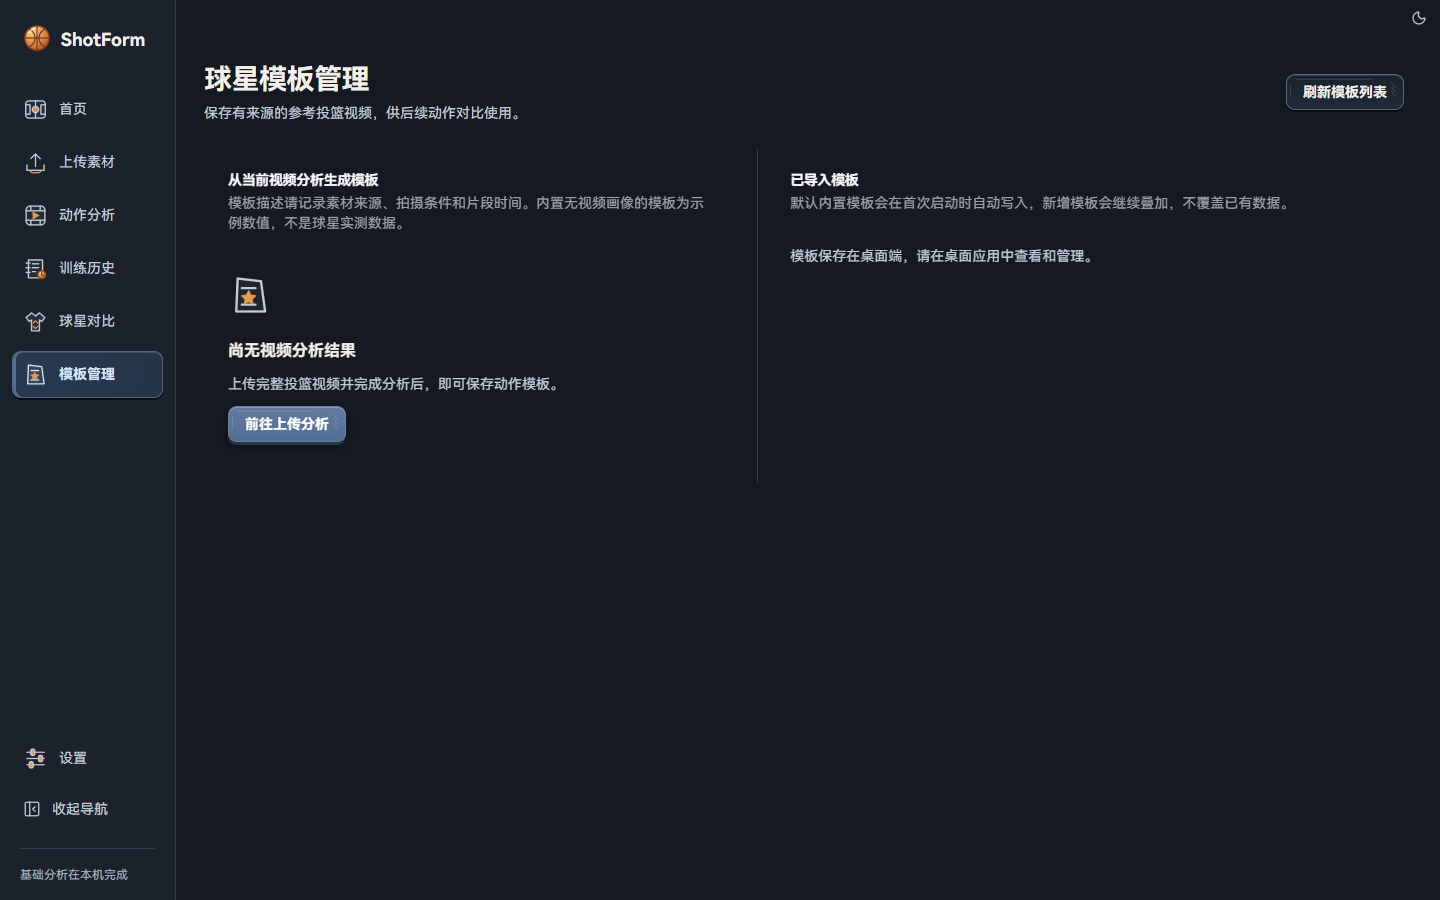 ShotForm
首页
上传素材
动作分析
训练历史
球星对比
模板管理
设置
收起导航
基础分析在本机完成
球星模板管理
保存有来源的参考投篮视频，供后续动作对比使用。
刷新模板列表
从当前视频分析生成模板
模板描述请记录素材来源、拍摄条件和片段时间。内置无视频画像的模板为示
例数值，不是球星实测数据。
尚无视频分析结果
上传完整投篮视频并完成分析后，即可保存动作模板。
前往上传分析
已导入模板
默认内置模板会在首次启动时自动写入，新增模板会继续叠加，不覆盖已有数据。
模板保存在桌面端，请在桌面应用中查看和管理。